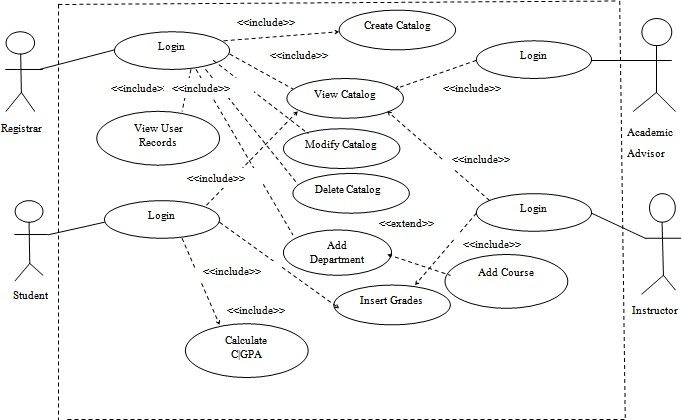 <<include>>
Create Catalog
Login
<<include>>
Login
<<include>>
<<include>>
<<include>>
View Catalog
Registrar
View User
Records
Modify Catalog
Academic
Advisor
<<include>>
<<include>>
Delete Catalog
Login
Login
<<extend>>
Add
Department
<<include>>
<<include>>
Add Course
Student
Insert Grades
Instructor
<<include>>
Calculate
C|GPA